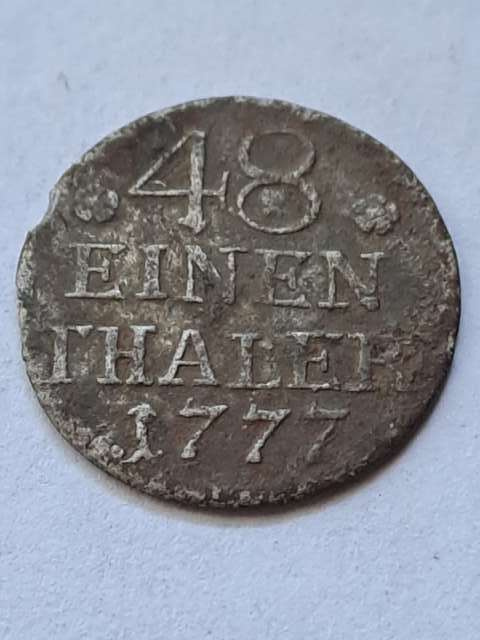 48
EINEN
THALER
1777